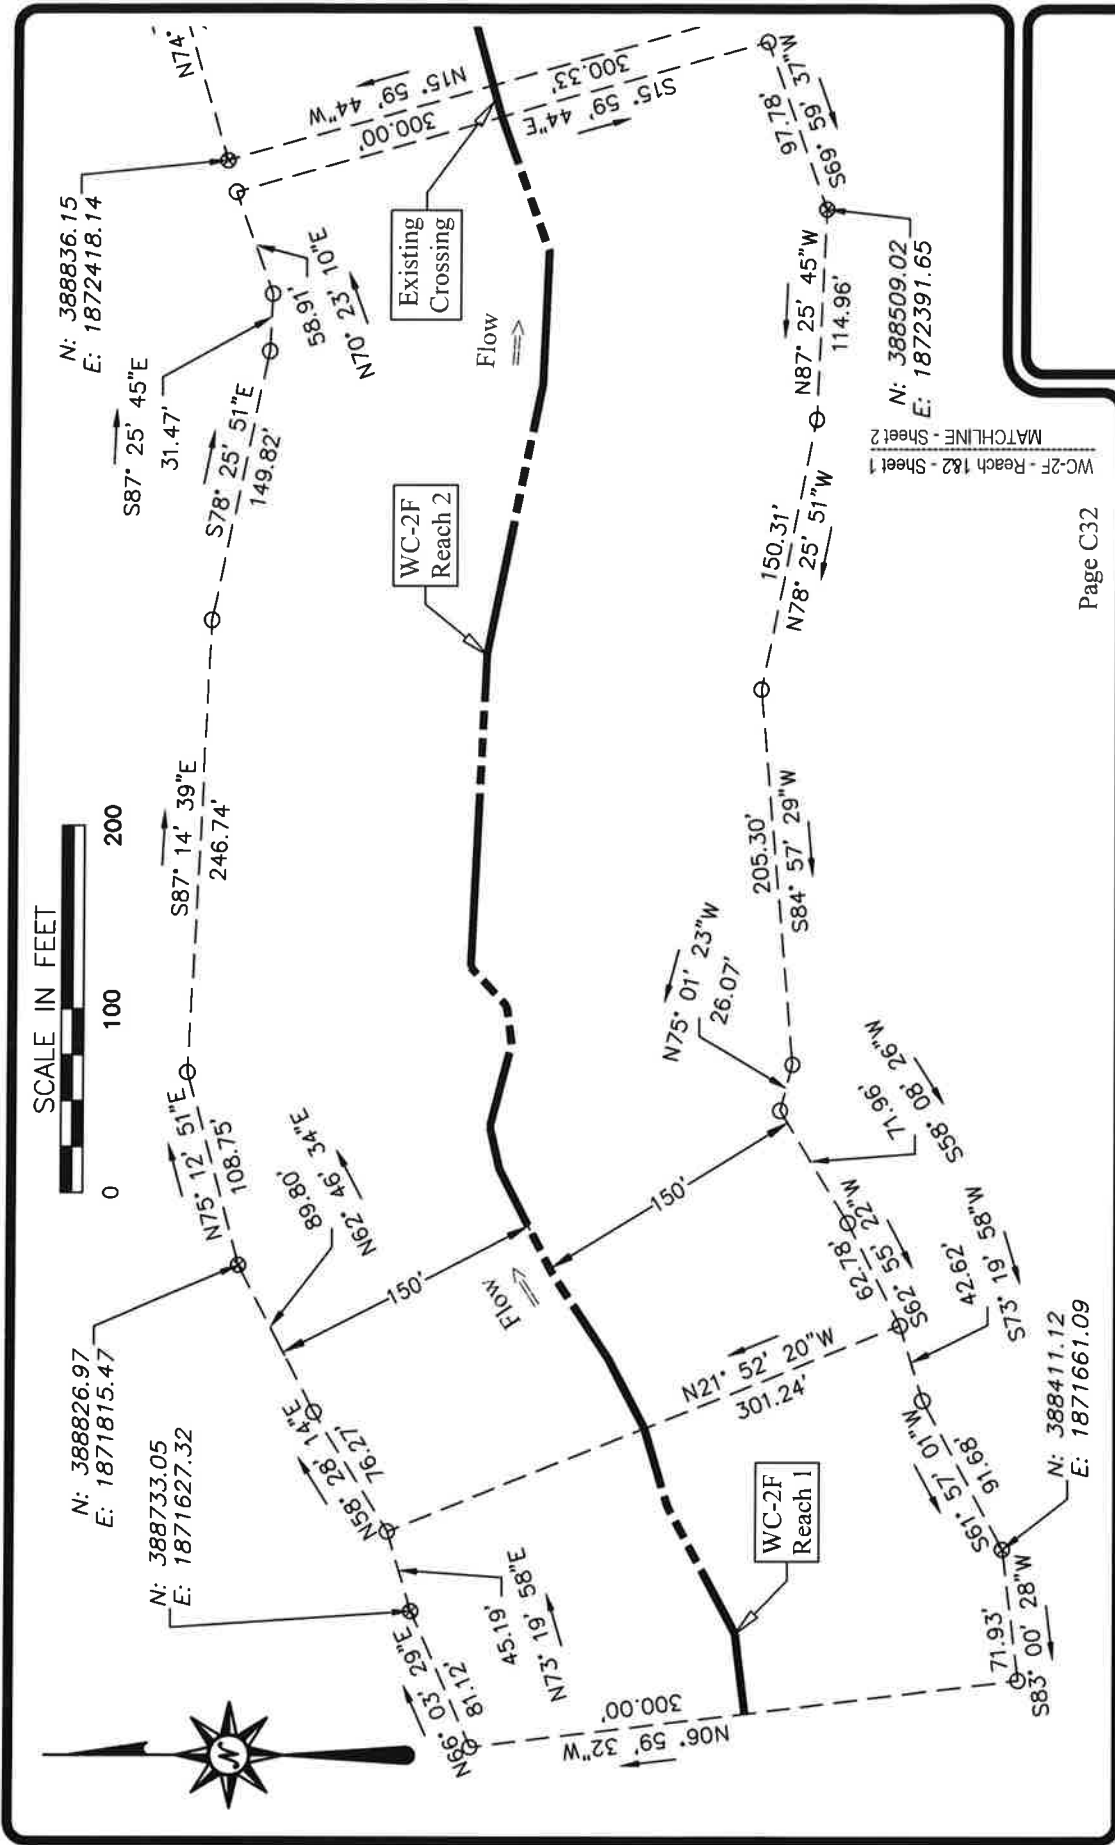 SCALE IN FEET
0 100 200
N: 388733.05
E: 1871627.32
N: 388826.97
E: 1871815.47
N: 388836.15
E: 1872418.14
N66° 03' 29"E
81.12'
45.19'
N73° 19' 58"E
N58° 28' 14"E
76.27'
89.80'
N62° 46' 34"E
N75° 12' 51"E
108.75'
S87° 14' 39"E
246.74'
S78° 25' 51"E
149.82'
S87° 25' 45"E
31.47'
58.91'
N70° 23' 10"E
N74°
N15° 59' 44"W
300.00'
300.33'
S15° 59' 44"E
Existing
Crossing
Flow
WC-2F
Reach 2
150'
150'
Flow
N21° 52' 20"W
301.24'
WC-2F
Reach 1
N06° 59' 32"W
300.00'
71.93'
S83° 00' 28"W
S61° 57' 01"W
91.68'
N: 388411.12
E: 1871661.09
42.62'
S73° 19' 58"W
62.78'
S62° 55' 22"W
71.96'
S58° 08' 26"W
N75° 01' 23"W
26.07'
205.30'
S84° 57' 29"W
150.31'
N78° 25' 51"W
N87° 25' 45"W
114.96'
97.78'
S69° 59' 37"W
N: 388509.02
E: 1872391.65
WC-2F - Reach 1&2 - Sheet 1
MATCHLINE - Sheet 2
Page C32
N